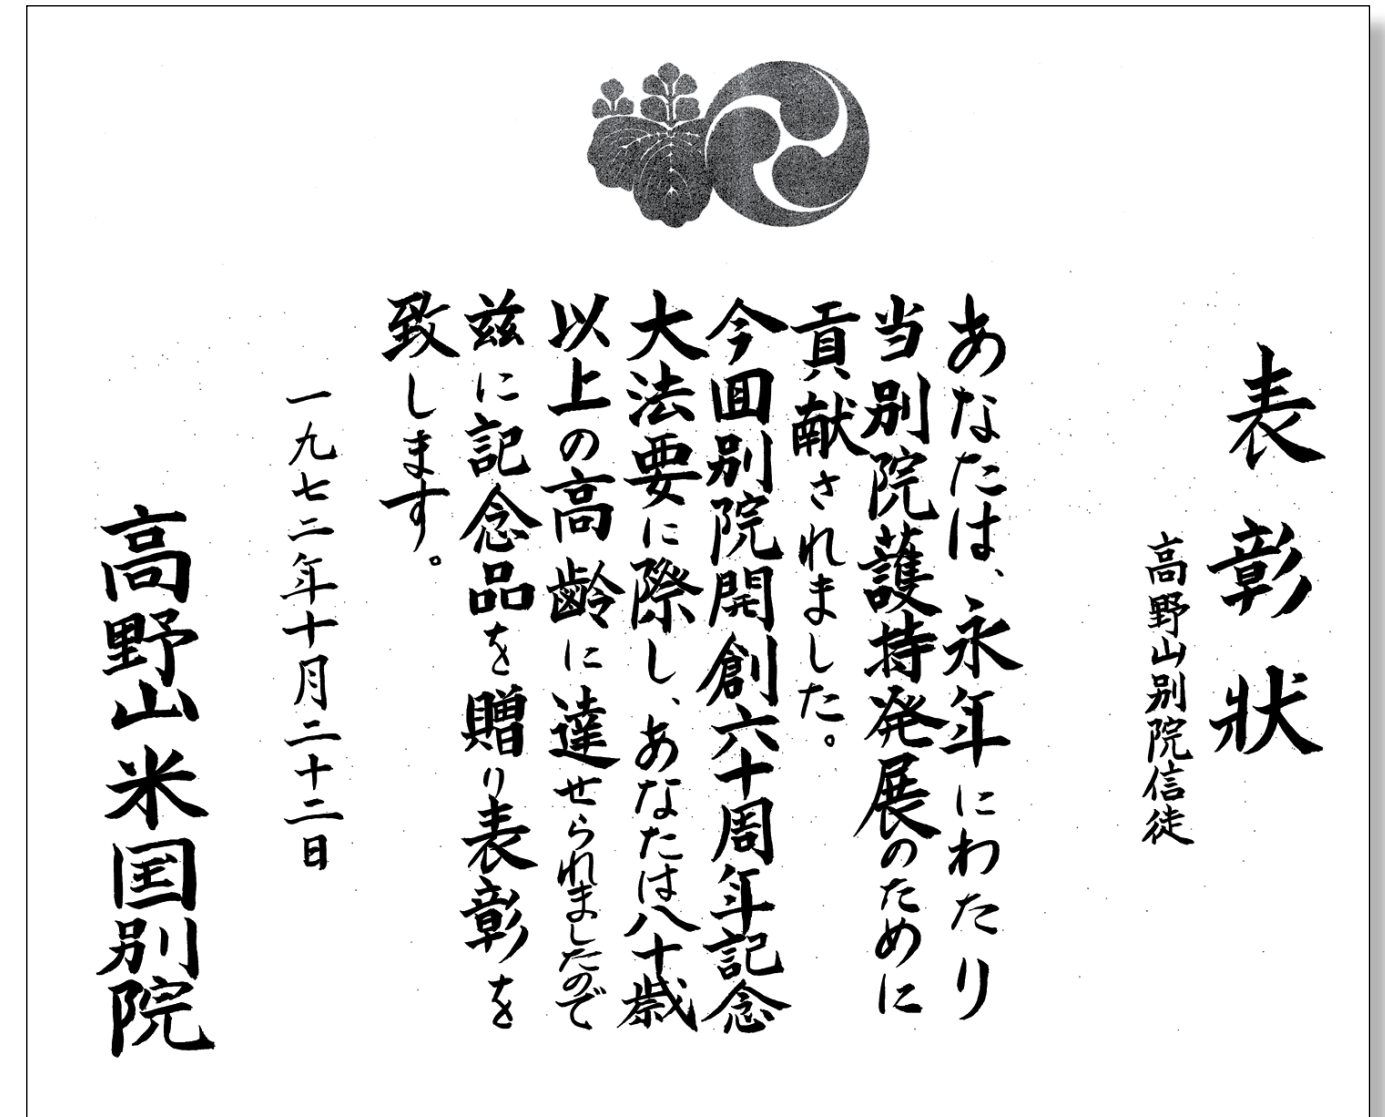 表彰状
高野山別院信徒
あなたは、永年にわたり
当別院護持発展のために
貢献されました。
今回別院開創六十周年記念
大法要に際し、あなたは八十歳
以上の高齢に達せられましたので
兹に記念品を贈り表彰を
致します。
一九七二年十月二十二日
高野山米国別院